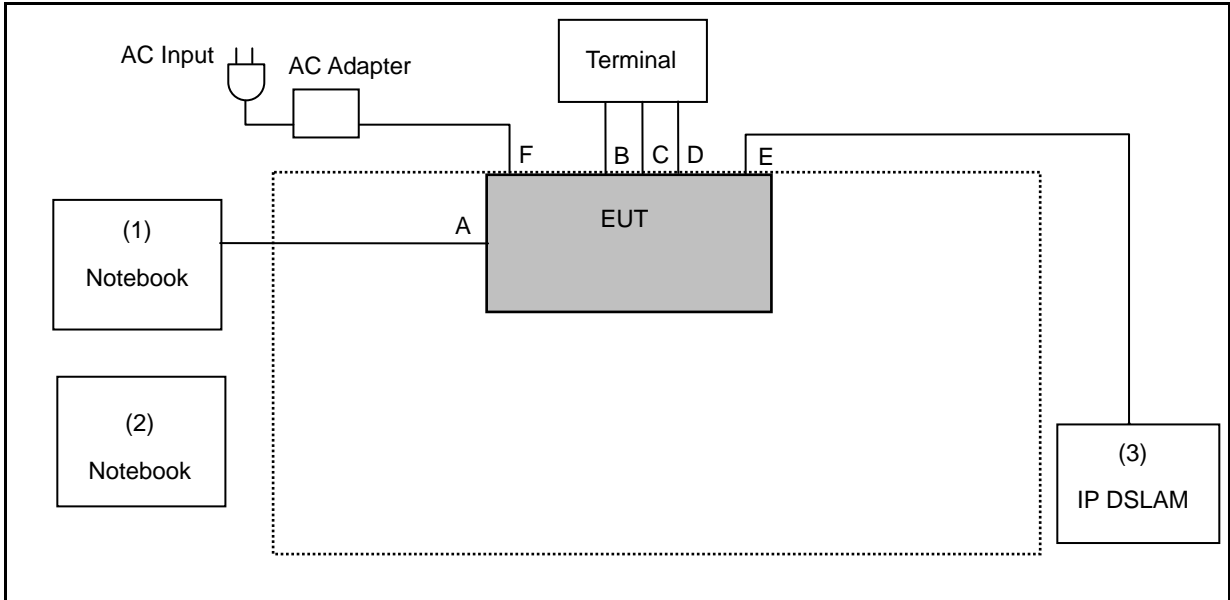 AC Input
AC Adapter
Terminal
F
B
C
D
E
A
EUT
(1)
Notebook
(2)
Notebook
(3)
IP DSLAM